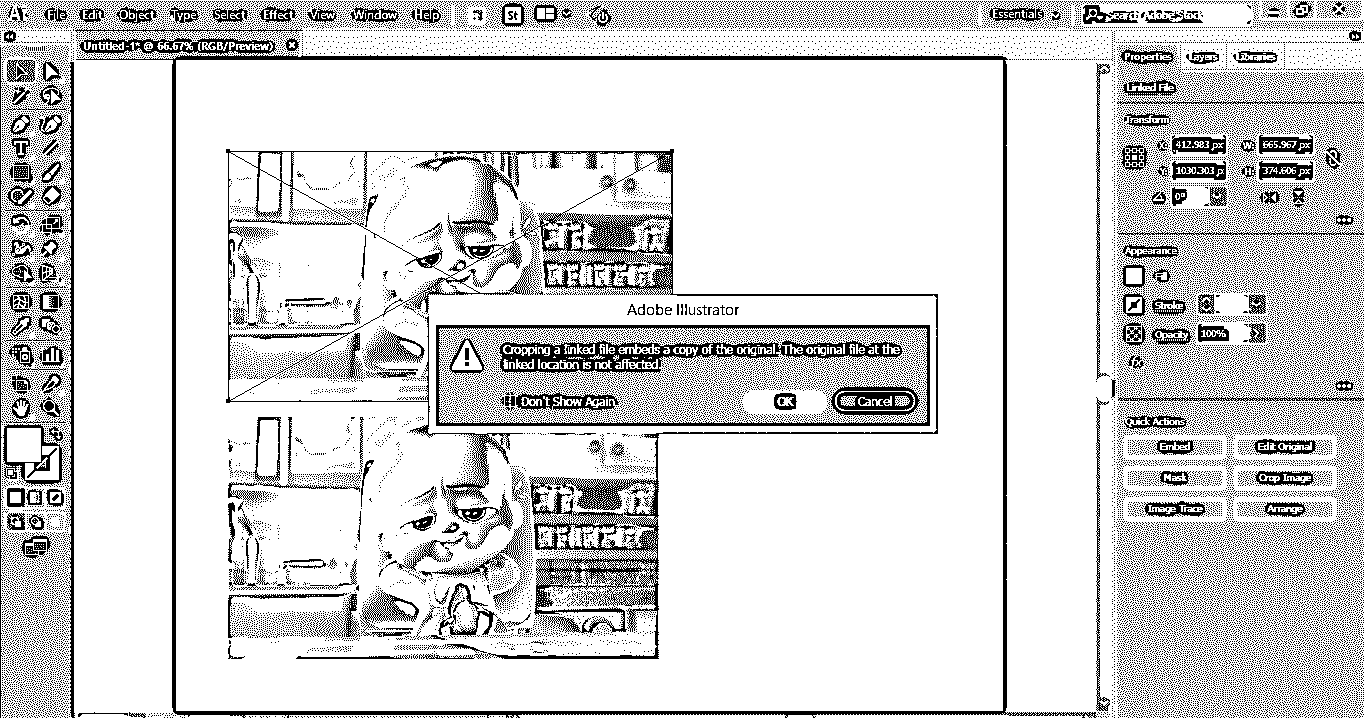 Ai File Edit Object Type Select Effect View Window Help St Essentials Search Adobe Stock
Untitled-1* @ 66.67% (RGB/Preview)
Properties Layers Libraries
Linked File
Transform
X: 412.983 px W: 665.967 px
Y: 1030.303 p H: 374.606 px
0°
Appearance
Stroke
Opacity 100%
fx
Adobe Illustrator
Cropping a linked file embeds a copy of the original. The original file at the
linked location is not affected.
Don't Show Again
OK Cancel
Quick Actions
Embed Edit Original
Mask Crop Image
Image Trace Arrange